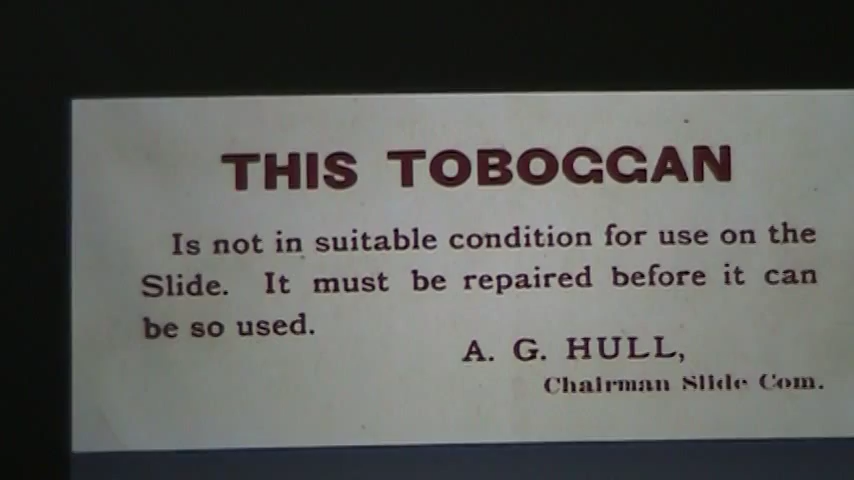 THIS TOBOGGAN
Is not in suitable condition for use on the
Slide. It must be repaired before it can
be so used.
A. G. HULL,
Chairman Slide Com.